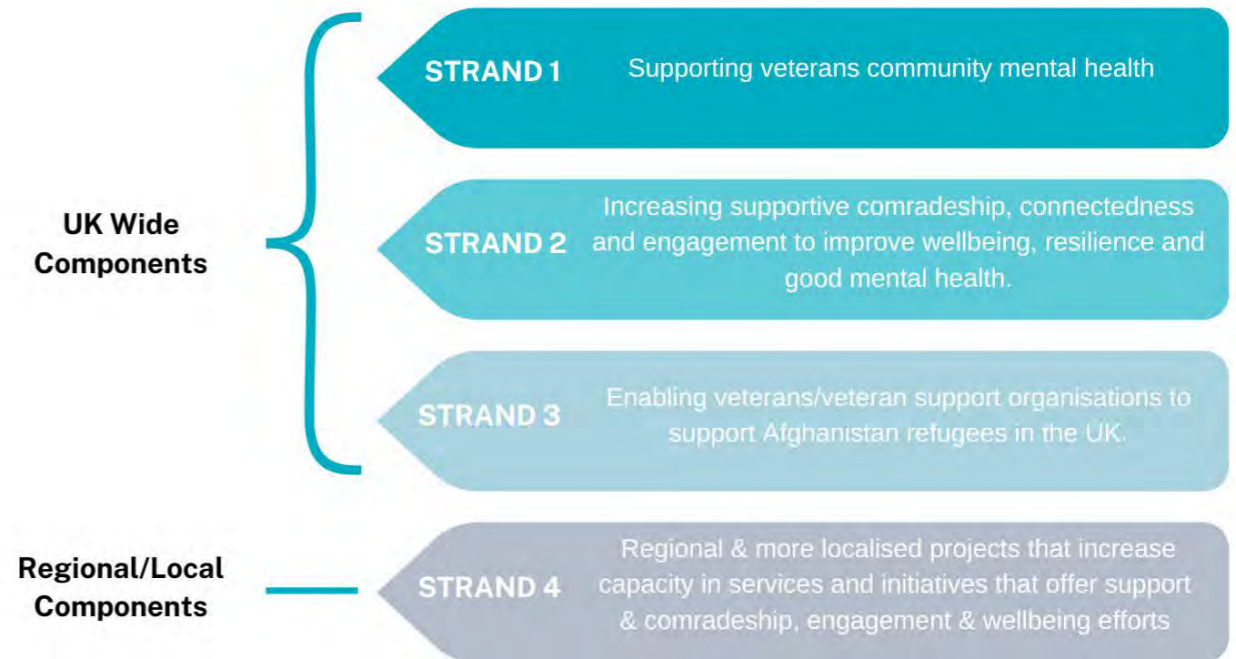 STRAND 1
Supporting veterans community mental health
UK Wide
Components
STRAND 2
Increasing supportive comradeship, connectedness
and engagement to improve wellbeing, resilience and
good mental health.
STRAND 3
Enabling veterans/veteran support organisations to
support Afghanistan refugees in the UK.
Regional/Local
Components
STRAND 4
Regional & more localised projects that increase
capacity in services and initiatives that offer support
& comradeship, engagement & wellbeing efforts